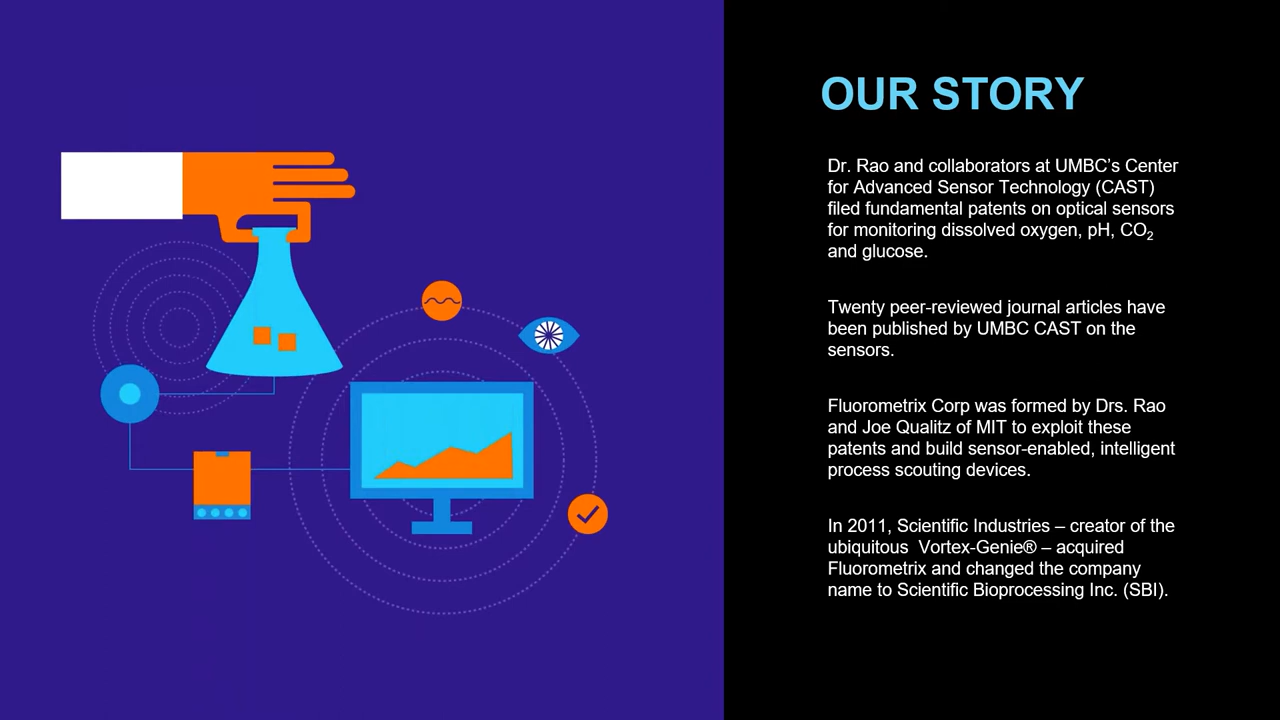 OUR STORY
Dr. Rao and collaborators at UMBC’s Center
for Advanced Sensor Technology (CAST)
filed fundamental patents on optical sensors
for monitoring dissolved oxygen, pH, CO₂
and glucose.
Twenty peer-reviewed journal articles have
been published by UMBC CAST on the
sensors.
Fluorometrix Corp was formed by Drs. Rao
and Joe Qualitz of MIT to exploit these
patents and build sensor-enabled, intelligent
process scouting devices.
In 2011, Scientific Industries – creator of the
ubiquitous  Vortex-Genie® – acquired
Fluorometrix and changed the company
name to Scientific Bioprocessing Inc. (SBI).